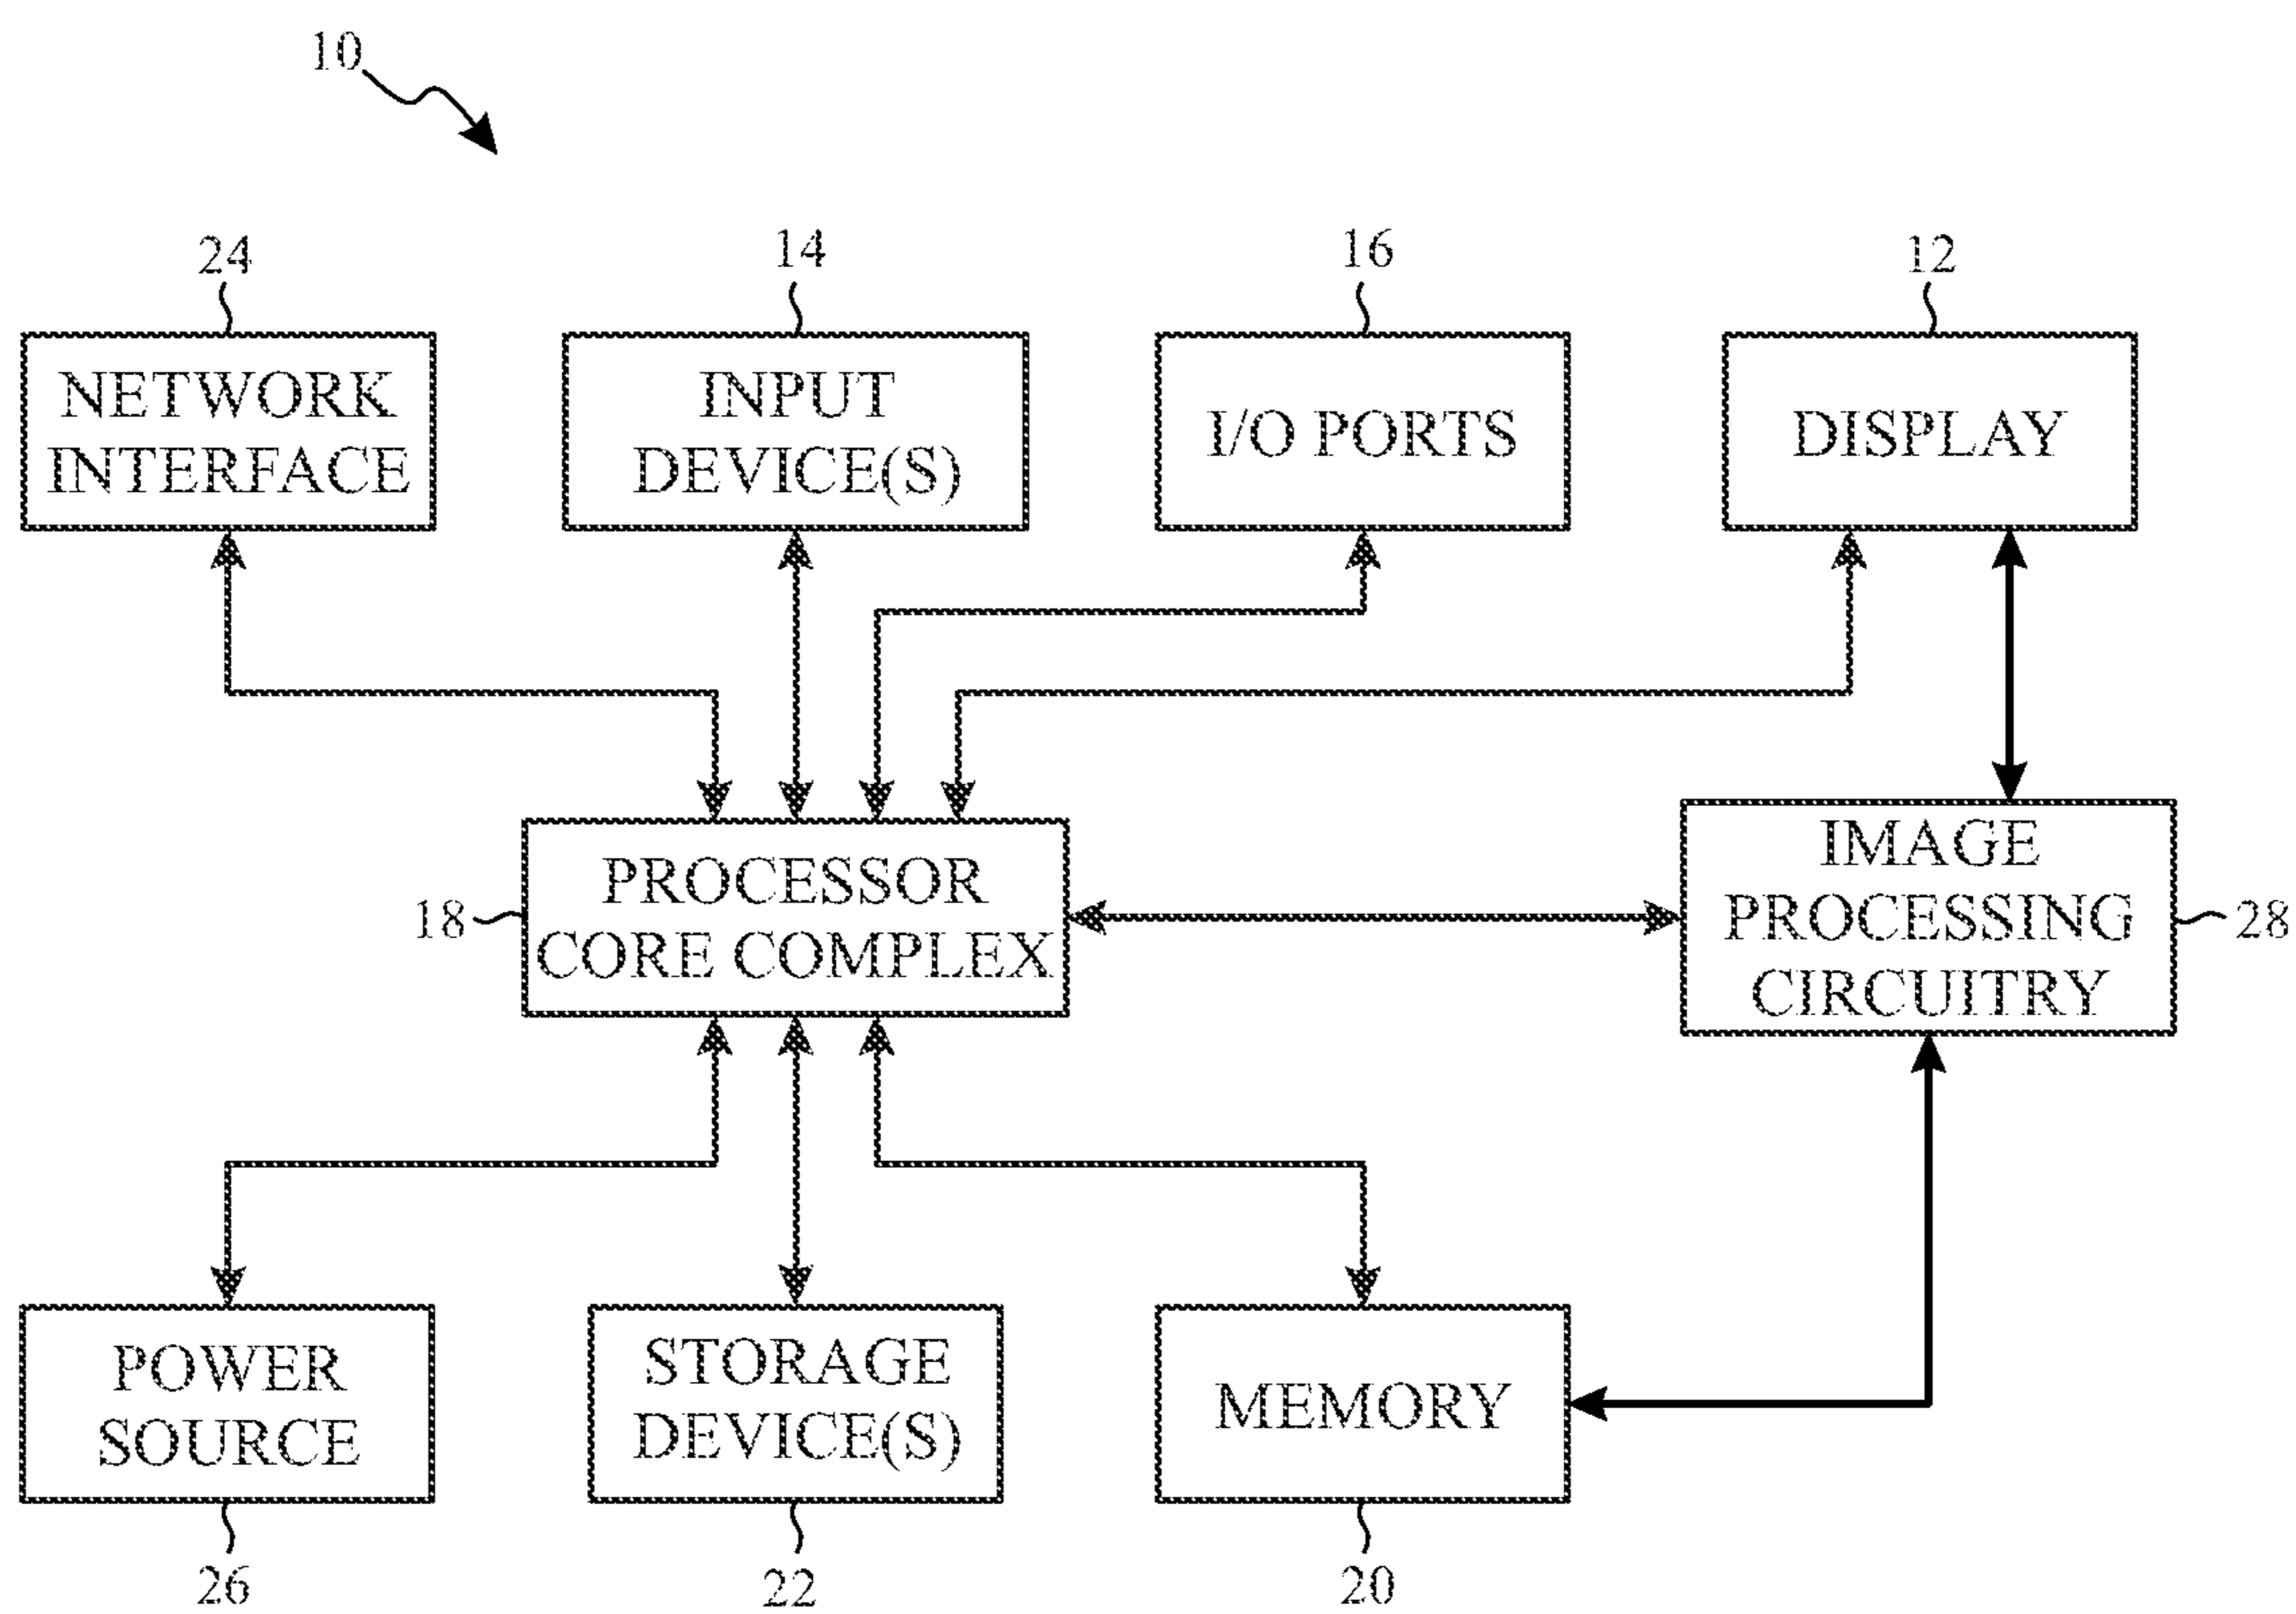 10
24
14
16
12
NETWORK
INTERFACE
INPUT
DEVICE(S)
I/O PORTS
DISPLAY
18
PROCESSOR
CORE COMPLEX
IMAGE
PROCESSING
CIRCUITRY
28
POWER
SOURCE
STORAGE
DEVICE(S)
MEMORY
26
22
20